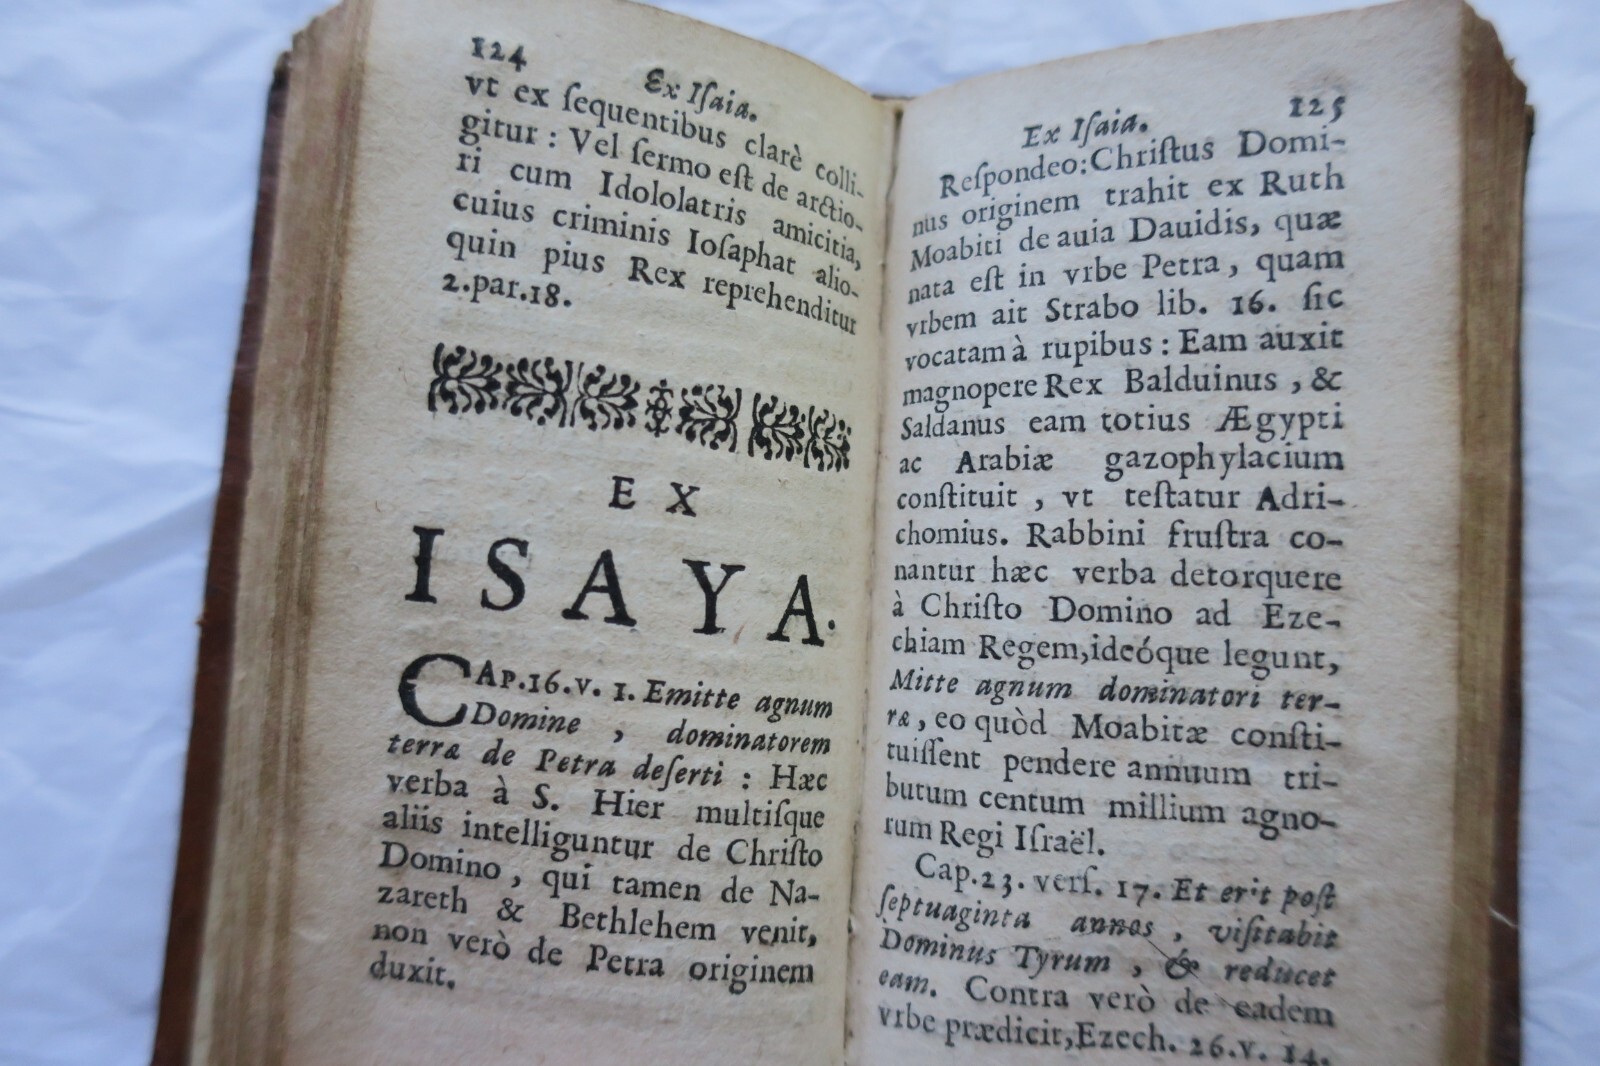 124
Ex Iſaia.
vt ex ſequentibus clarè colli-
gitur : Vel ſermo eſt de arctio-
ri cum Idololatris amicitia,
cuius criminis Ioſaphat alio-
quin pius Rex reprehenditur
2.par.18.
EX
ISAYA.
CAP.16.v. 1. Emitte agnum
Domine , dominatorem
terræ de Petra deſerti : Hæc
verba à S. Hier multiſque
aliis intelliguntur de Chriſto
Domino , qui tamen de Na-
zareth & Bethlehem venit,
non verò de Petra originem
duxit.
Ex Iſaia.
125
Reſpondeo:Chriſtus Domi-
nus originem trahit ex Ruth
Moabiti de auia Dauidis, quæ
nata eſt in vrbe Petra , quam
vrbem ait Strabo lib. 16. ſic
vocatam à rupibus : Eam auxit
magnopere Rex Balduinus , &
Saldanus eam totius Ægypti
ac Arabiæ gazophylacium
conſtituit , vt teſtatur Adri-
chomius. Rabbini fruſtra co-
nantur hæc verba detorquere
à Chriſto Domino ad Eze-
chiam Regem,ideóque legunt,
Mitte agnum dominatori ter-
ræ, eo quòd Moabitæ conſti-
tuiſſent pendere annuum tri-
butum centum millium agno-
rum Regi Iſraël.
Cap.23. verſ. 17. Et erit poſt
ſeptuaginta annos , viſitabit
Dominus Tyrum , & reducet
eam. Contra verò de eadem
vrbe prædicit,Ezech. 26.v. 14.